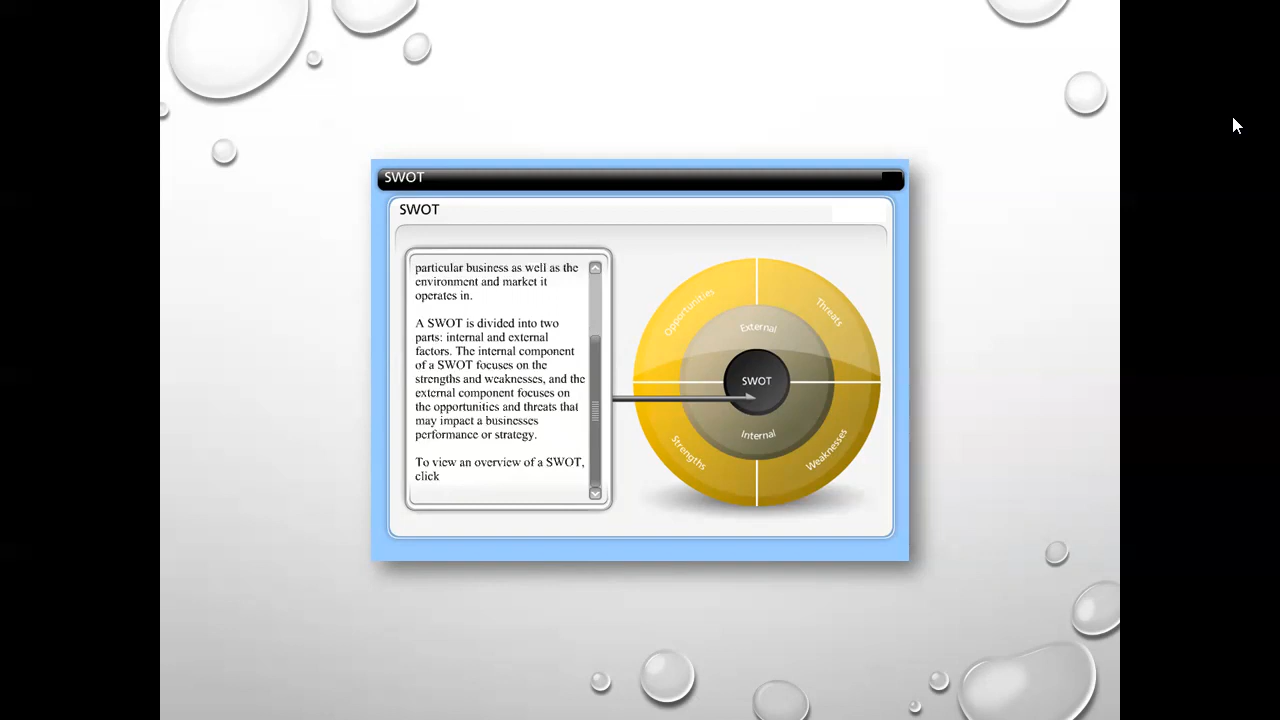 SWOT
SWOT
particular business as well as the
environment and market it
operates in.
A SWOT is divided into two
parts: internal and external
factors. The internal component
of a SWOT focuses on the
strengths and weaknesses, and the
external component focuses on
the opportunities and threats that
may impact a businesses
performance or strategy.
To view an overview of a SWOT,
click
Opportunities
Threats
External
SWOT
Internal
Strengths
Weaknesses